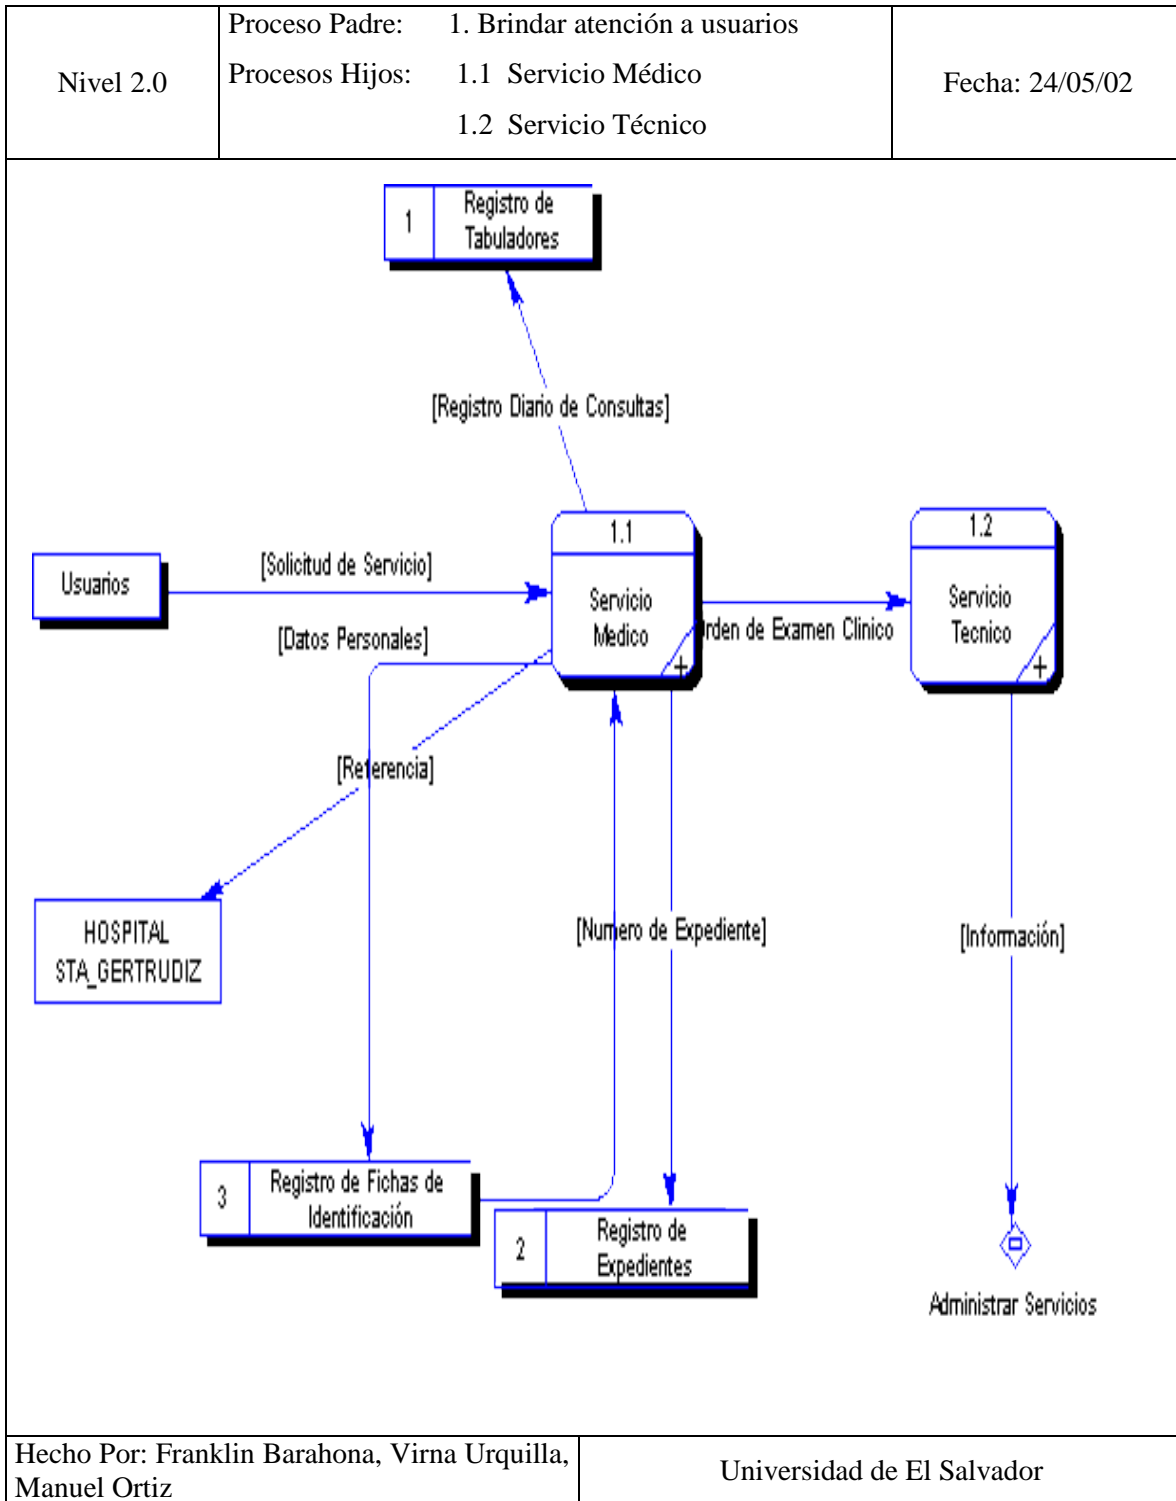 Nivel 2.0
Proceso Padre: 1. Brindar atención a usuarios
Procesos Hijos: 1.1 Servicio Médico
1.2 Servicio Técnico
Fecha: 24/05/02
1
Registro de
Tabuladores
[Registro Diario de Consultas]
1.1
Servicio
Medico
+
1.2
Servicio
Tecnico
+
Usuarios
[Solicitud de Servicio]
[Datos Personales]
rden de Examen Clinico
[Referencia]
HOSPITAL
STA_GERTRUDIZ
[Numero de Expediente]
[Información]
3
Registro de Fichas de
Identificación
2
Registro de
Expedientes
Administrar Servicios
Hecho Por: Franklin Barahona, Virna Urquilla,
Manuel Ortiz
Universidad de El Salvador